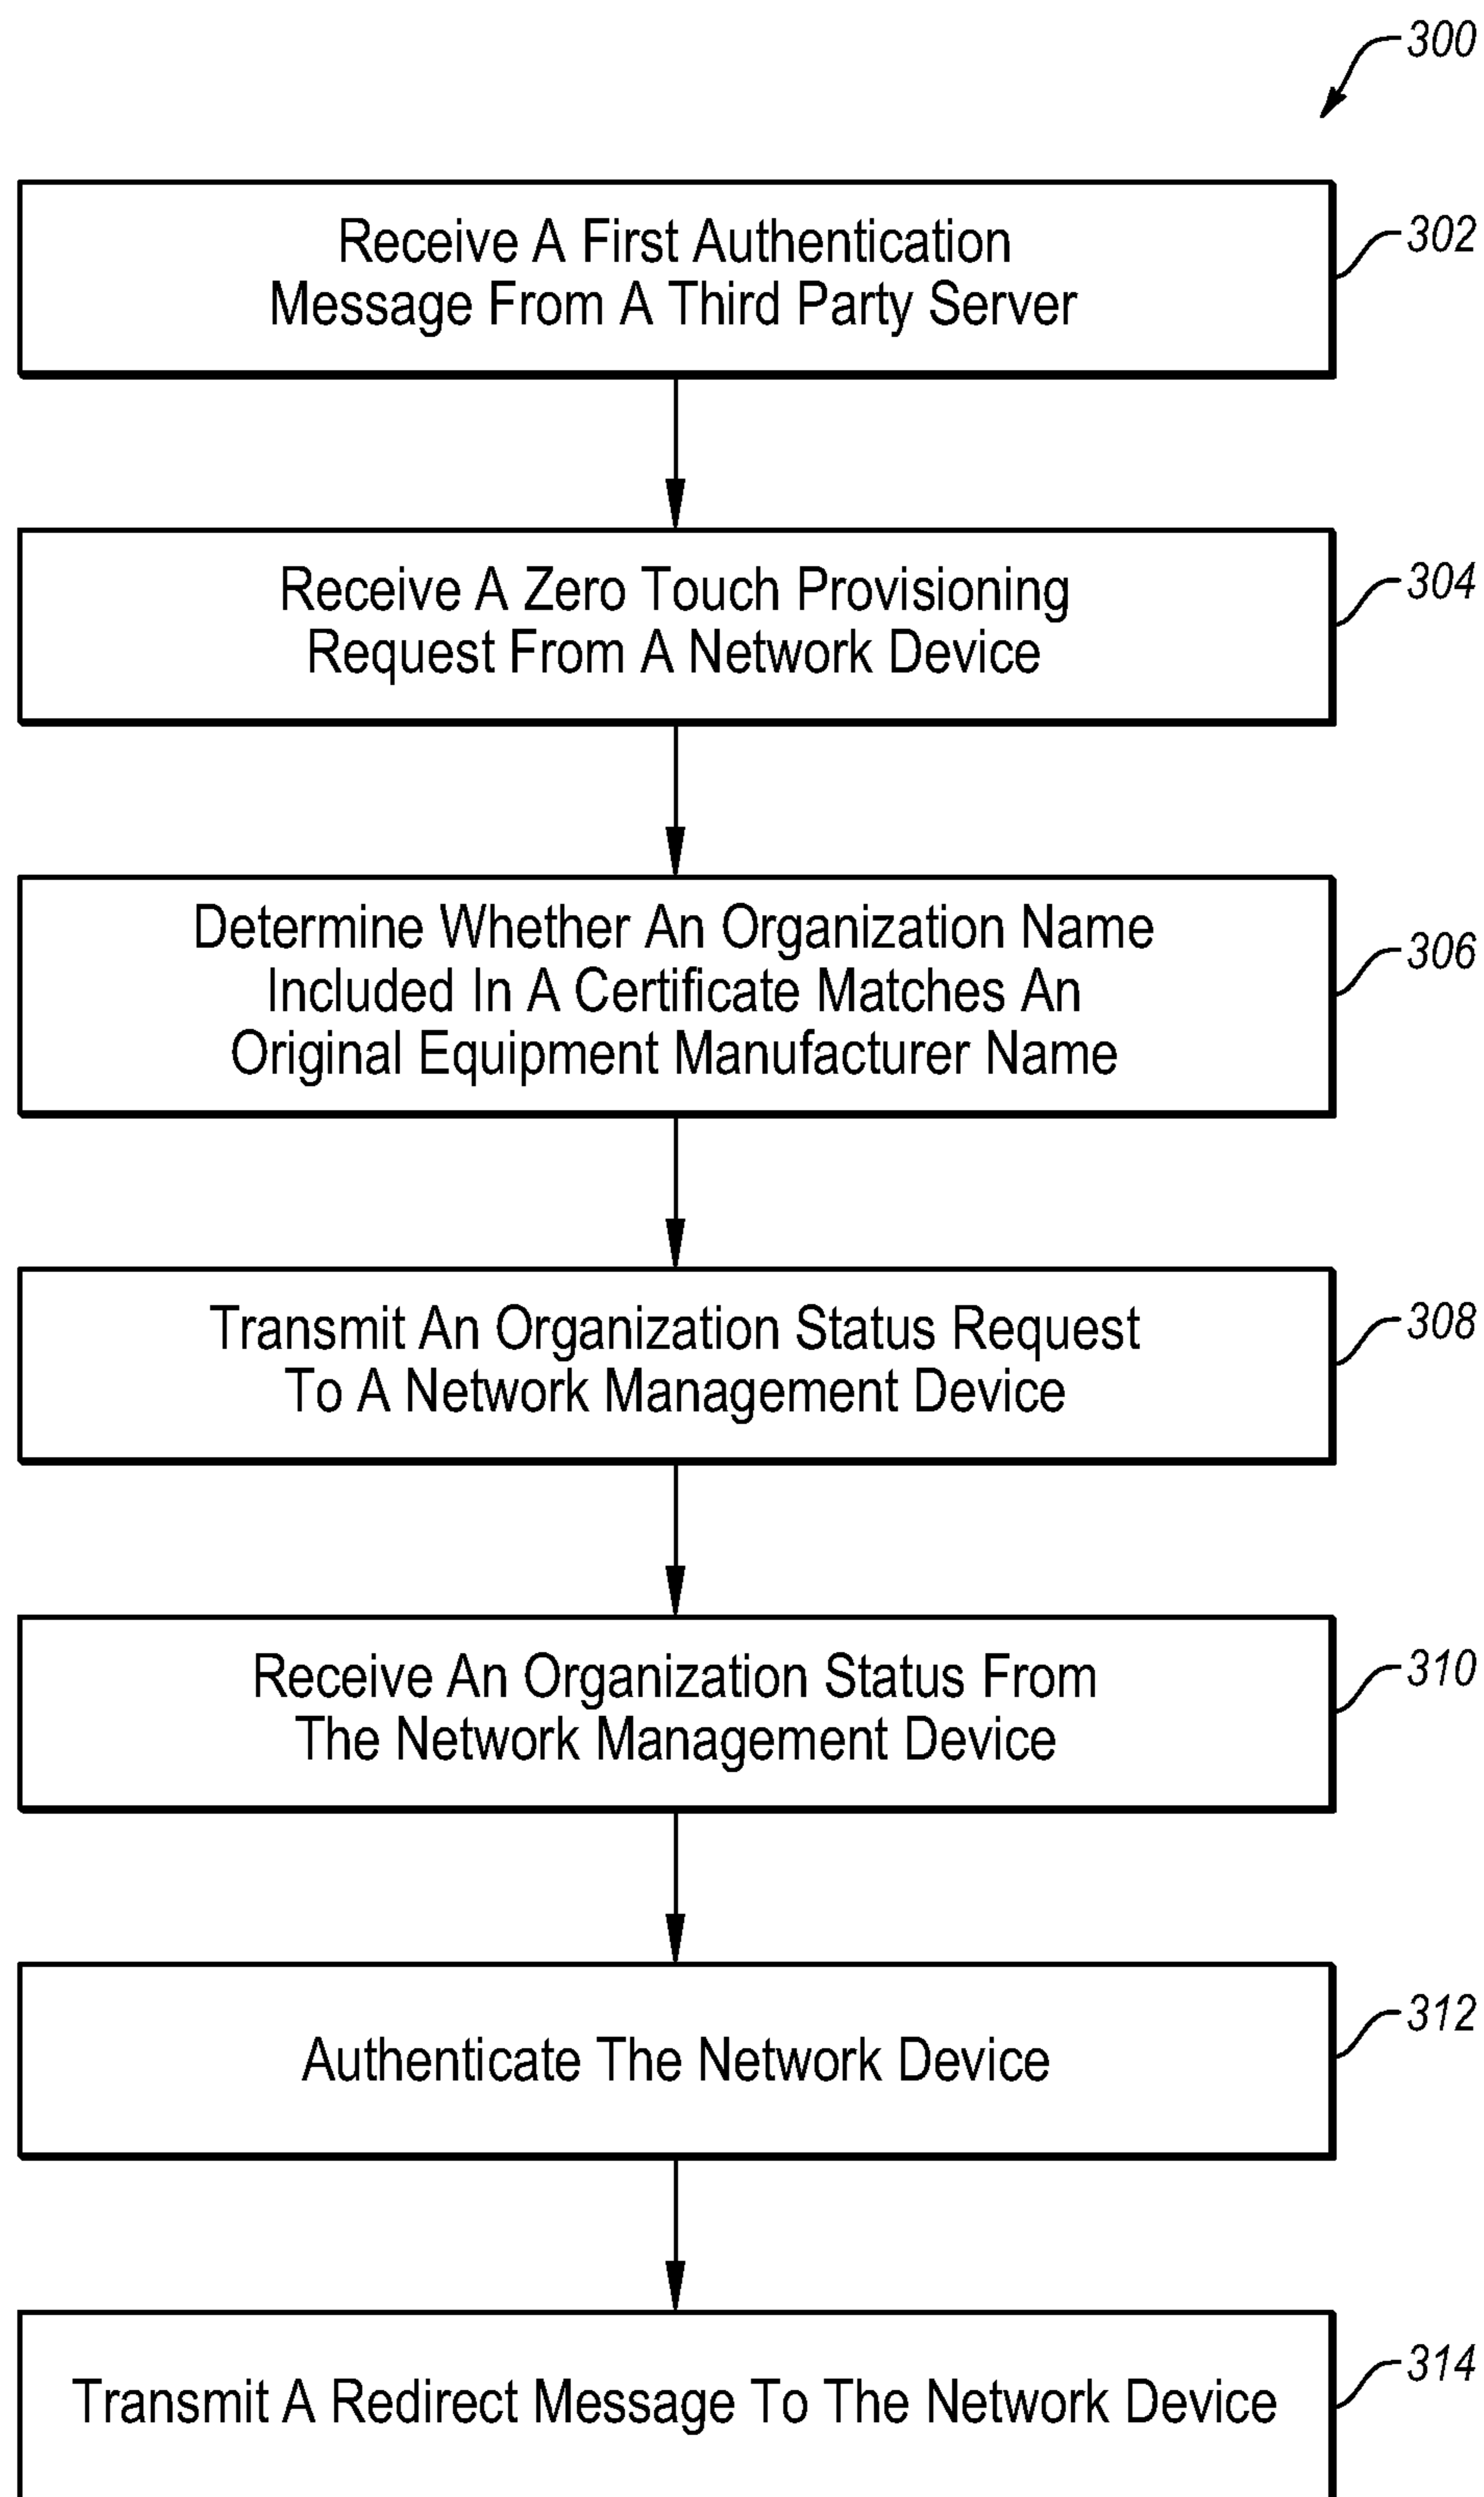 300
Receive A First Authentication
Message From A Third Party Server
302
Receive A Zero Touch Provisioning
Request From A Network Device
304
Determine Whether An Organization Name
Included In A Certificate Matches An
Original Equipment Manufacturer Name
306
Transmit An Organization Status Request
To A Network Management Device
308
Receive An Organization Status From
The Network Management Device
310
Authenticate The Network Device
312
Transmit A Redirect Message To The Network Device
314